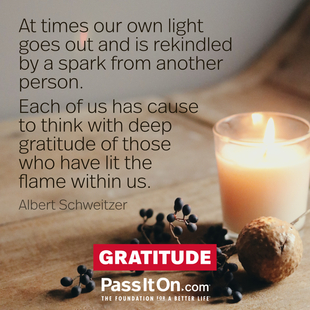 At times our own light
goes out and is rekindled
by a spark from another
person.
Each of us has cause
to think with deep
gratitude of those
who have lit the
flame within us.
Albert Schweitzer
GRATITUDE
PassItOn.com
THE FOUNDATION FOR A BETTER LIFE